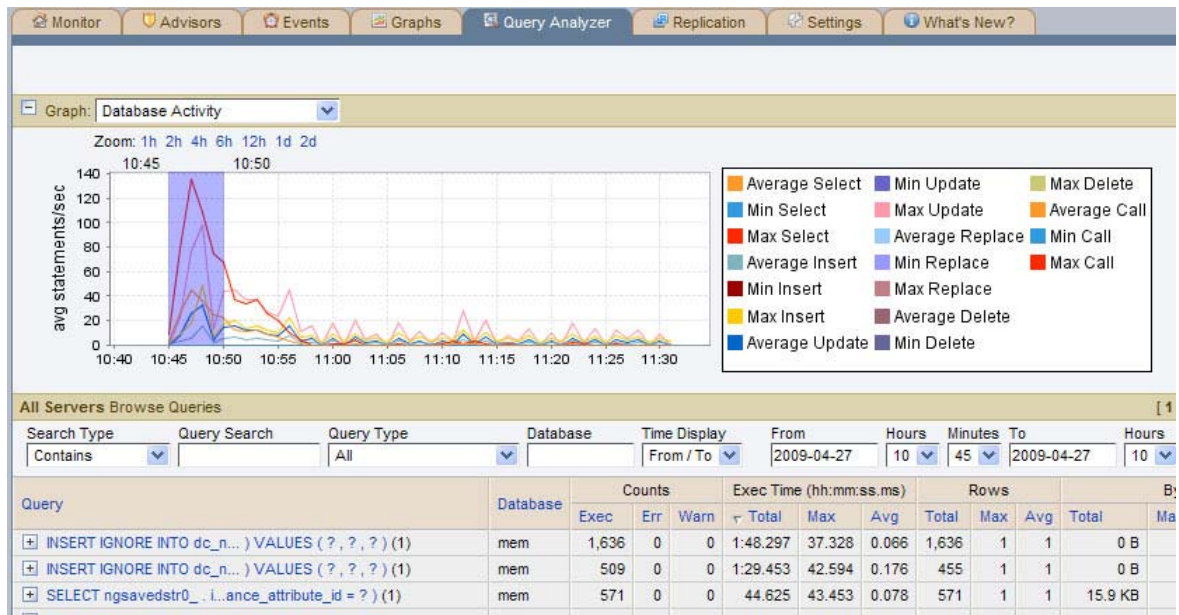 Monitor Advisors Events Graphs Query Analyzer Replication Settings What's New?
Graph: Database Activity
Zoom: 1h 2h 4h 6h 12h 1d 2d
10:45 10:50
avg statements/sec
140
120
100
80
60
40
20
0
10:40 10:45 10:50 10:55 11:00 11:05 11:10 11:15 11:20 11:25 11:30
Average Select Min Update Max Delete
Min Select Max Update Average Call
Max Select Average Replace Min Call
Average Insert Min Replace Max Call
Min Insert Max Replace
Max Insert Average Delete
Average Update Min Delete
All Servers Browse Queries [ 1
Search Type Query Search Query Type Database Time Display From Hours Minutes To Hours
Contains All From / To 2009-04-27 10 45 2009-04-27 10
Query Database Counts Exec Time (hh:mm:ss.ms) Rows By
Exec Err Warn Total Max Avg Total Max Avg Total Ma
INSERT IGNORE INTO dc_n... ) VALUES ( ? , ? , ? ) (1) mem 1,636 0 0 1:48.297 37.328 0.066 1,636 1 1 0 B
INSERT IGNORE INTO dc_n... ) VALUES ( ? , ? , ? ) (1) mem 509 0 0 1:29.453 42.594 0.176 455 1 1 0 B
SELECT ngsavedstr0_ . i...ance_attribute_id = ? ) (1) mem 571 0 0 44.625 43.453 0.078 571 1 1 15.9 KB